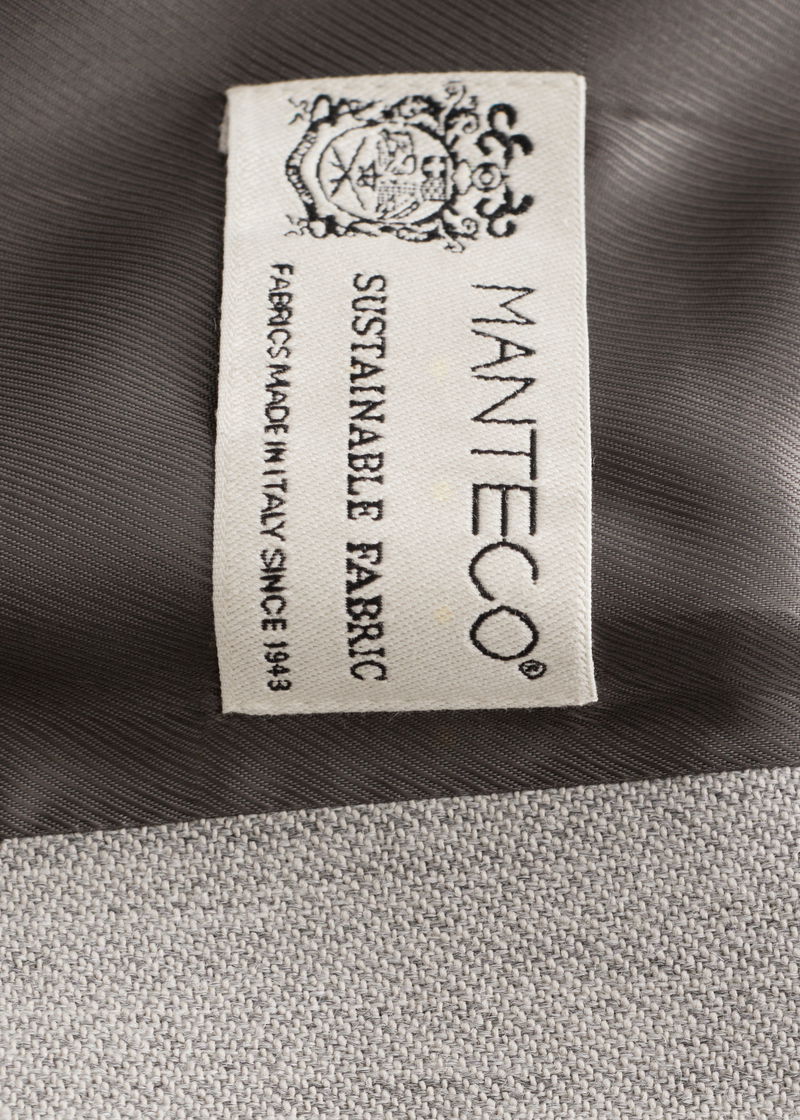 MANTECO®
SUSTAINABLE FABRIC
FABRICS MADE IN ITALY SINCE 1943